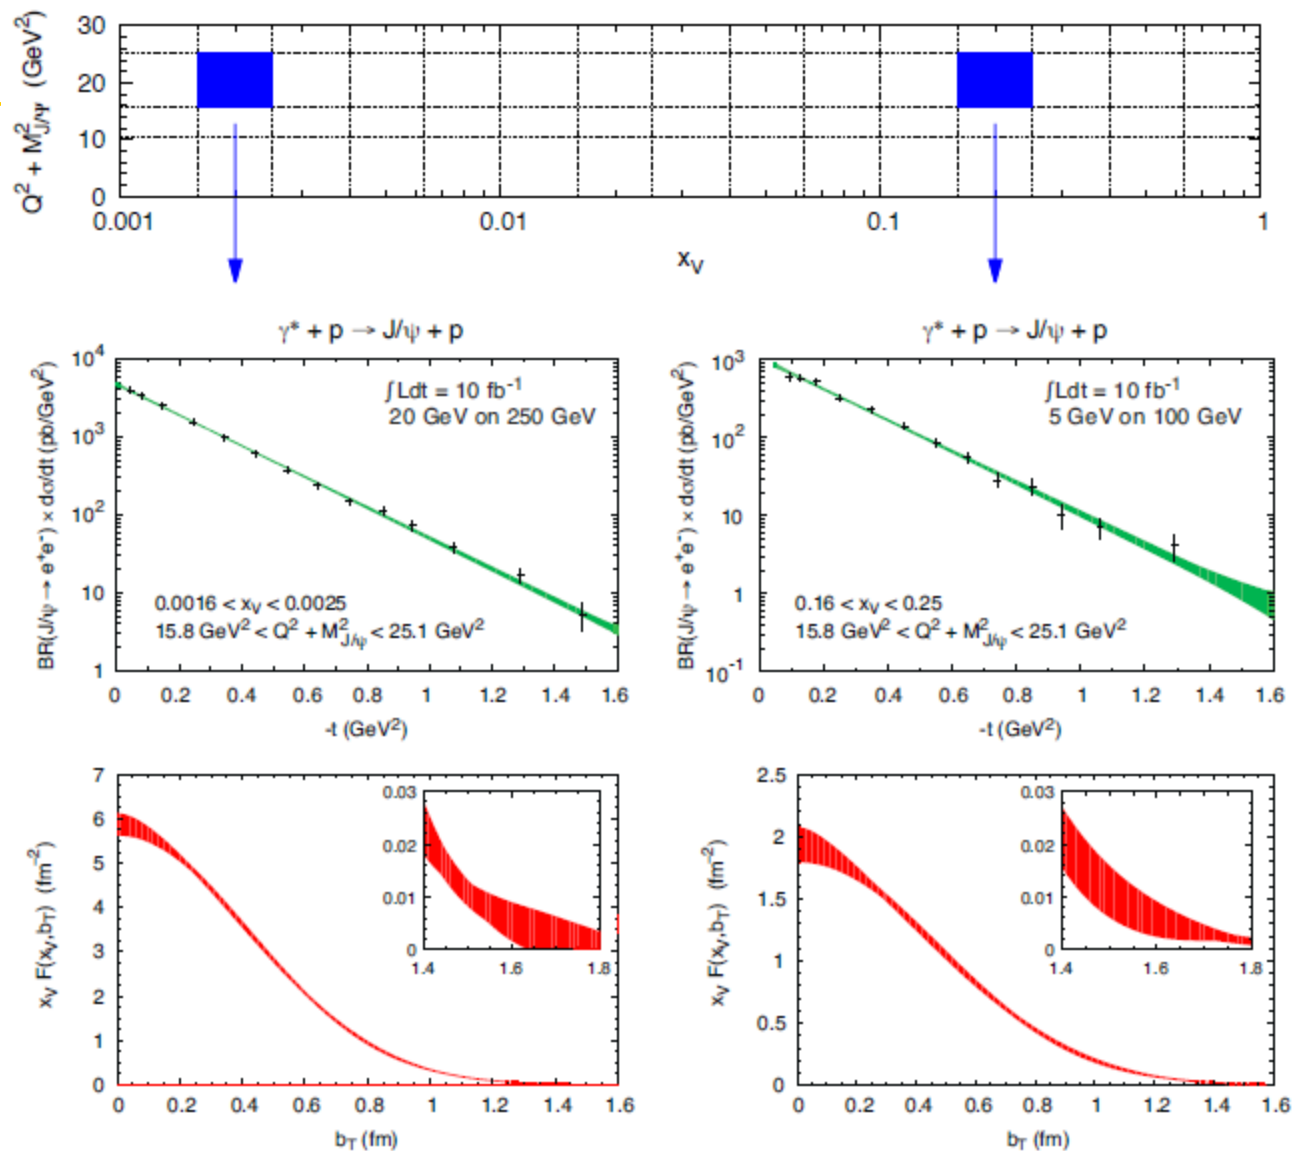 Q² + M²J/ψ (GeV²)
30
20
10
0
0.001 0.01 0.1 1
xV
γ* + p → J/ψ + p
BR(J/ψ → e⁺e⁻) × dσ/dt (pb/GeV²)
10⁴
10³
10²
10
1
∫Ldt = 10 fb⁻¹
20 GeV on 250 GeV
0.0016 < xV < 0.0025
15.8 GeV² < Q² + M²J/ψ < 25.1 GeV²
0 0.2 0.4 0.6 0.8 1 1.2 1.4 1.6
-t (GeV²)
γ* + p → J/ψ + p
BR(J/ψ → e⁺e⁻) × dσ/dt (pb/GeV²)
10³
10²
10
1
10⁻¹
∫Ldt = 10 fb⁻¹
5 GeV on 100 GeV
0.16 < xV < 0.25
15.8 GeV² < Q² + M²J/ψ < 25.1 GeV²
0 0.2 0.4 0.6 0.8 1 1.2 1.4 1.6
-t (GeV²)
xV F(xV,bT) (fm⁻²)
7
6
5
4
3
2
1
0
0.03
0.02
0.01
0
1.4 1.6 1.8
0 0.2 0.4 0.6 0.8 1 1.2 1.4 1.6
bT (fm)
xV F(xV,bT) (fm⁻²)
2.5
2
1.5
1
0.5
0
0.03
0.02
0.01
0
1.4 1.6 1.8
0 0.2 0.4 0.6 0.8 1 1.2 1.4 1.6
bT (fm)